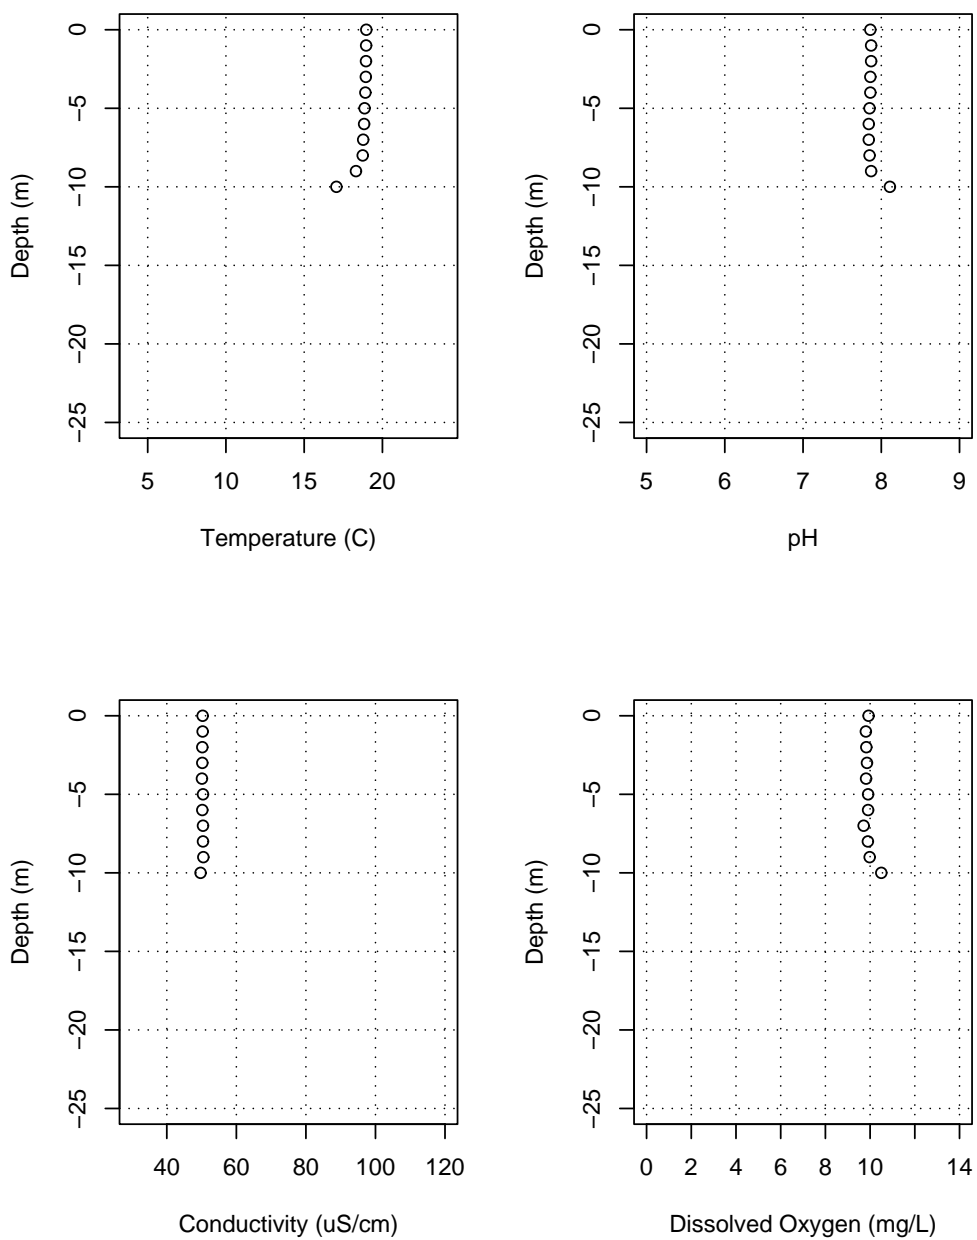 0
−5
−10
−15
−20
−25
Depth (m)
5 10 15 20
Temperature (C)
0
−5
−10
−15
−20
−25
Depth (m)
5 6 7 8 9
pH
0
−5
−10
−15
−20
−25
Depth (m)
40 60 80 100 120
Conductivity (uS/cm)
0
−5
−10
−15
−20
−25
Depth (m)
0 2 4 6 8 10 14
Dissolved Oxygen (mg/L)